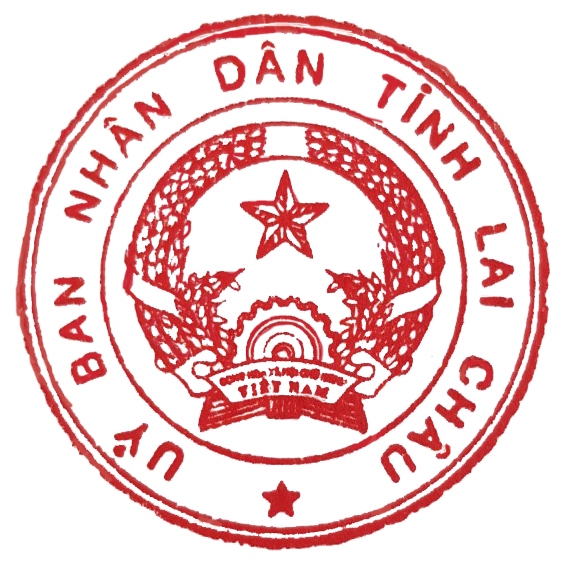 UỶ BAN NHÂN DÂN TỈNH LAI CHÂU
VIỆT NAM